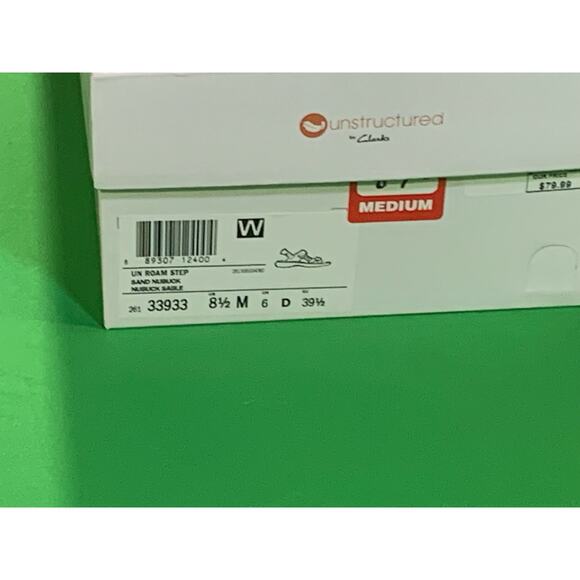 unstructured
by Clarks
MEDIUM
OUR PRICE
$79.99
W
8 89307 12400 4
UN ROAM STEP
SAND NUBUCK
NUBUCK SABLE
261 33933 8½ M 6 D 39½